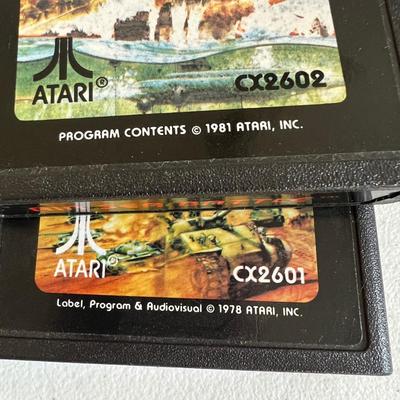 ATARI®
CX2602
PROGRAM CONTENTS © 1981 ATARI, INC.
ATARI®
CX2601
Label, Program & Audiovisual © 1978 ATARI, INC.